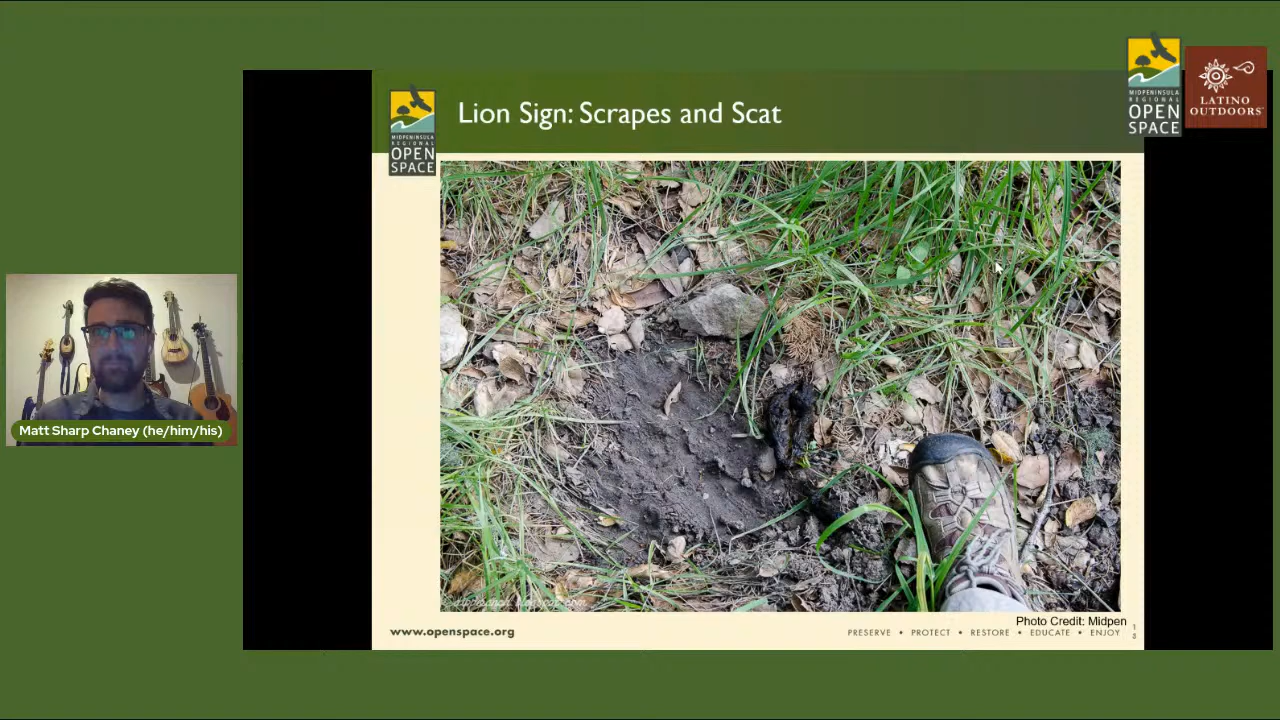 Lion Sign: Scrapes and Scat
MIDPENINSULA
REGIONAL
OPEN
SPACE
MIDPENINSULA
REGIONAL
OPEN
SPACE
LATINO
OUTDOORS
Matt Sharp Chaney (he/him/his)
Photo Credit: Midpen
www.openspace.org
PRESERVE • PROTECT • RESTORE • EDUCATE • ENJOY